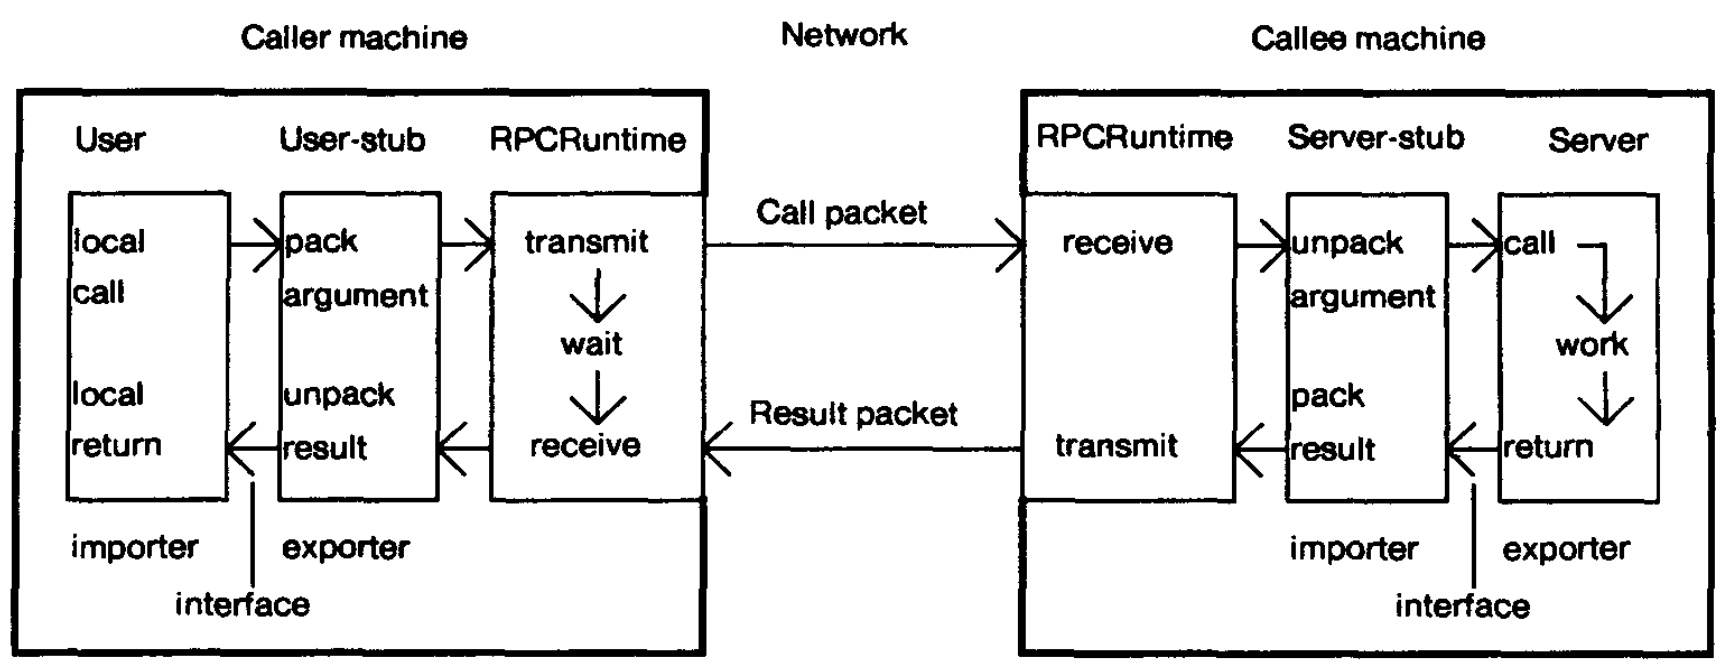 Caller machine
Network
Callee machine
User
User-stub
RPCRuntime
RPCRuntime
Server-stub
Server
Call packet
local
call
pack
argument
transmit
wait
receive
unpack
argument
call
work
local
return
unpack
result
receive
Result packet
transmit
pack
result
return
importer
exporter
interface
importer
exporter
interface